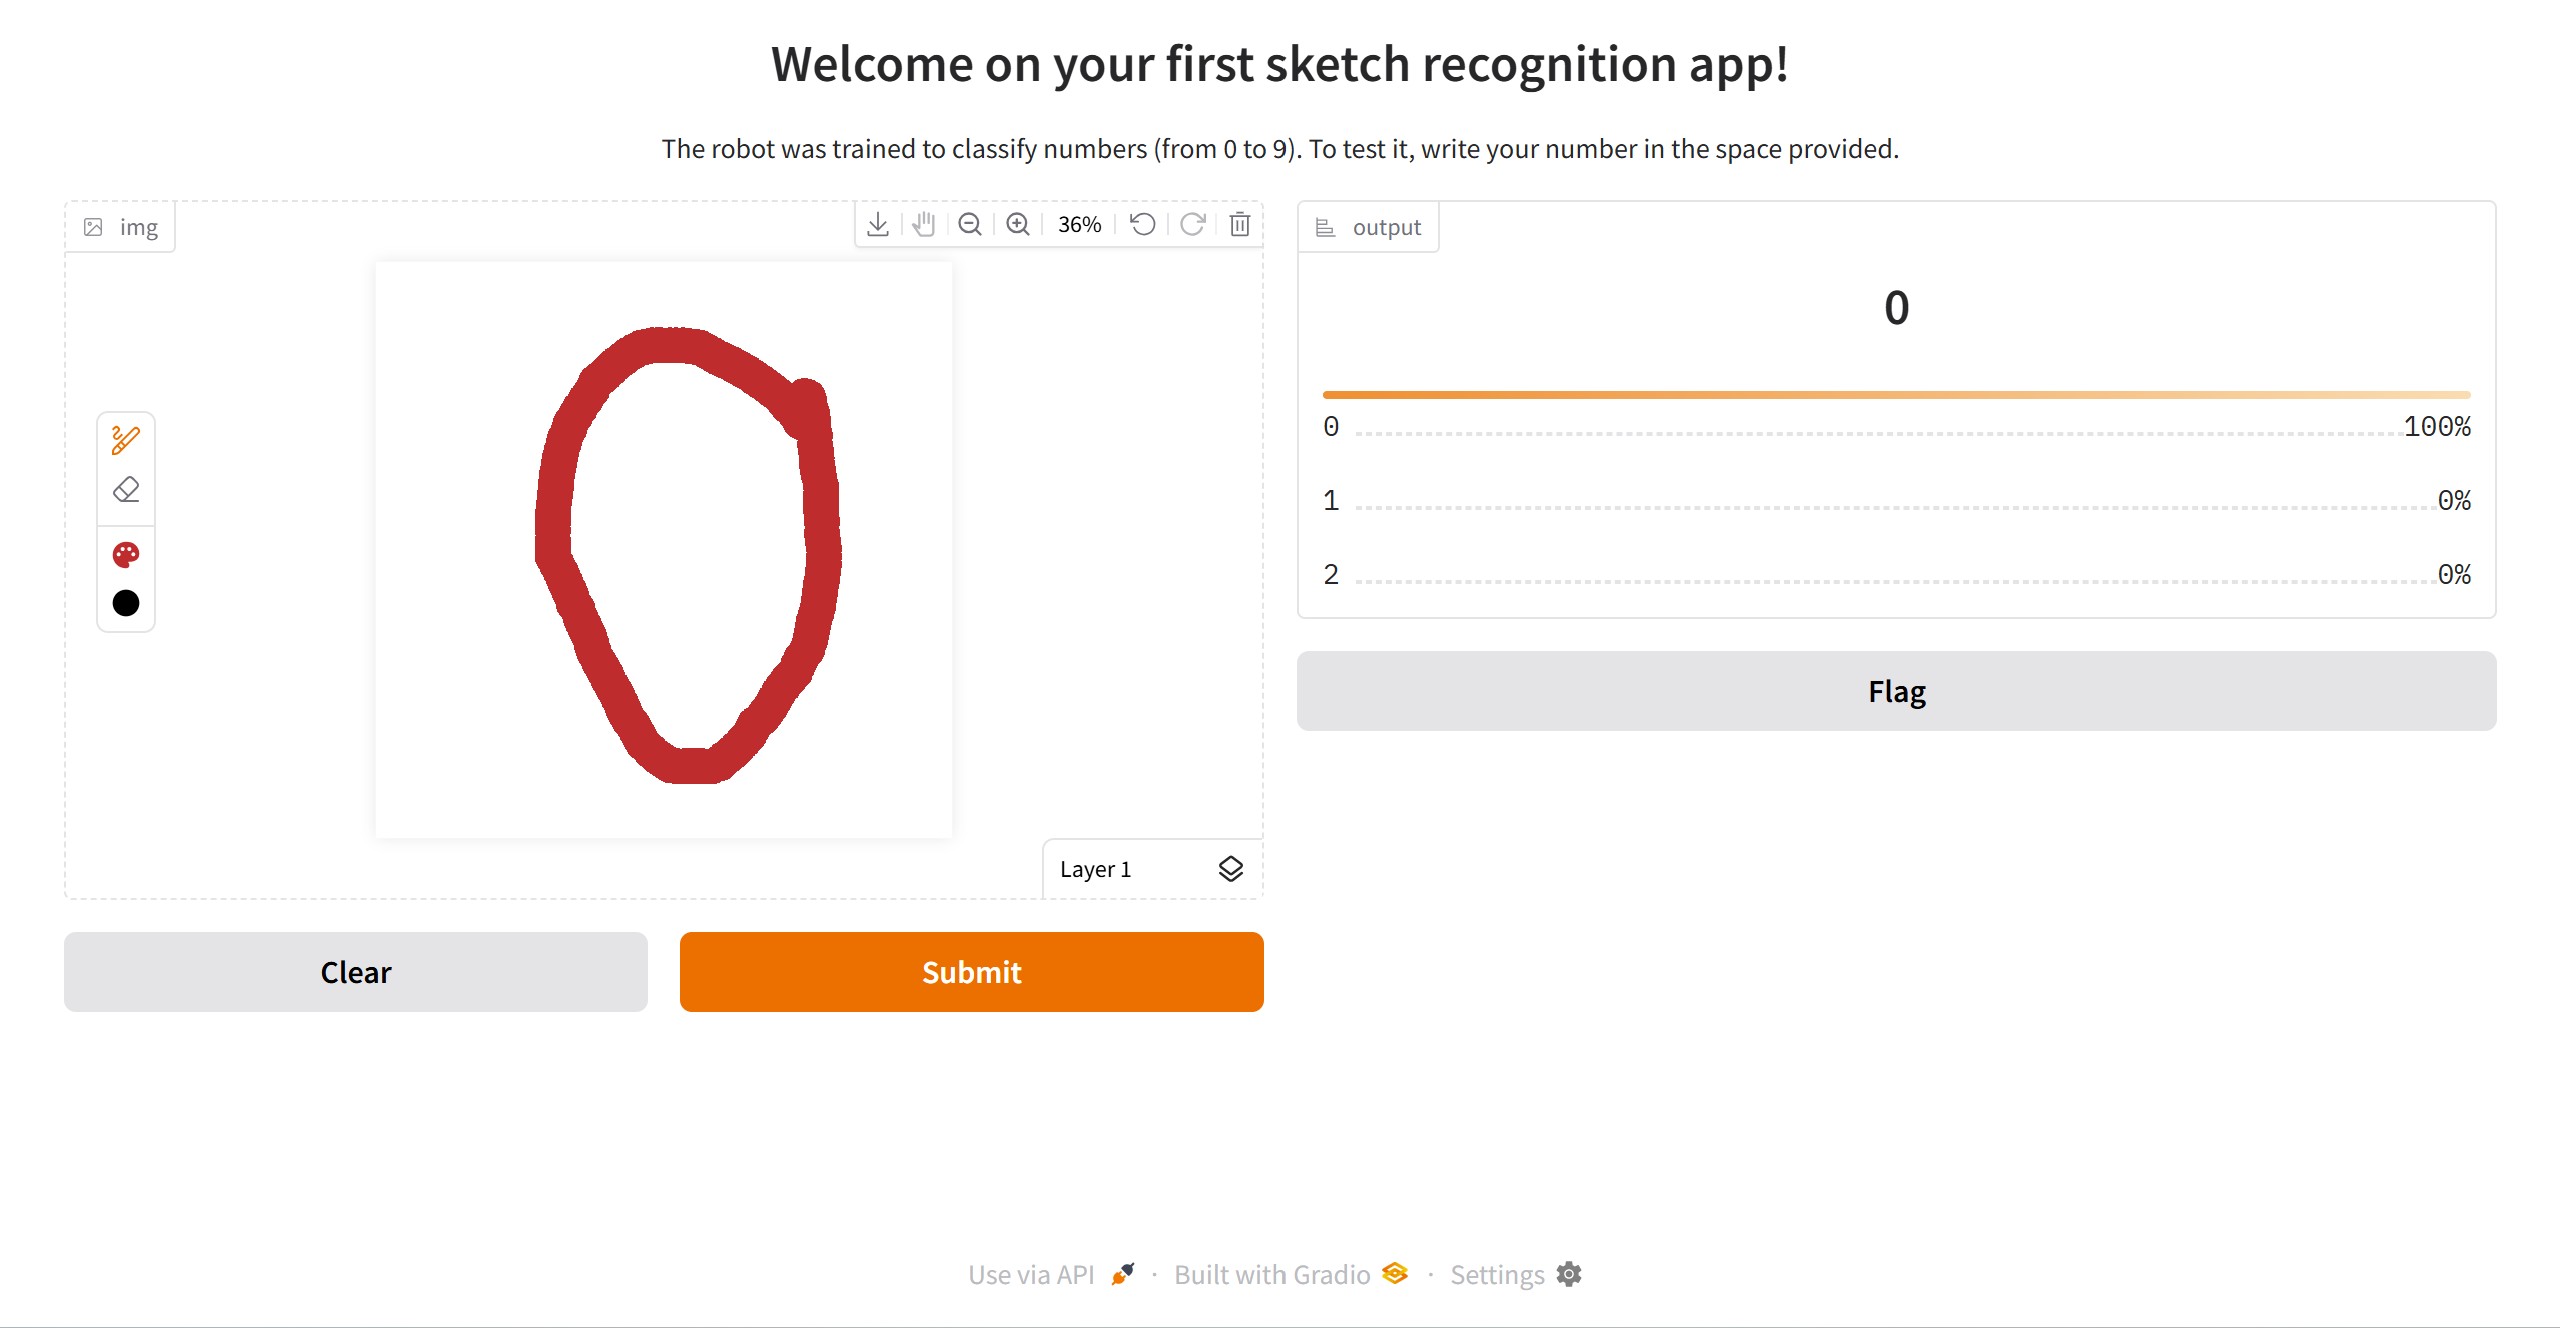 Welcome on your first sketch recognition app!
The robot was trained to classify numbers (from 0 to 9). To test it, write your number in the space provided.
img
36%
0
Layer 1
Clear
Submit
output
0
0 100%
1 0%
2 0%
Flag
Use via API · Built with Gradio · Settings